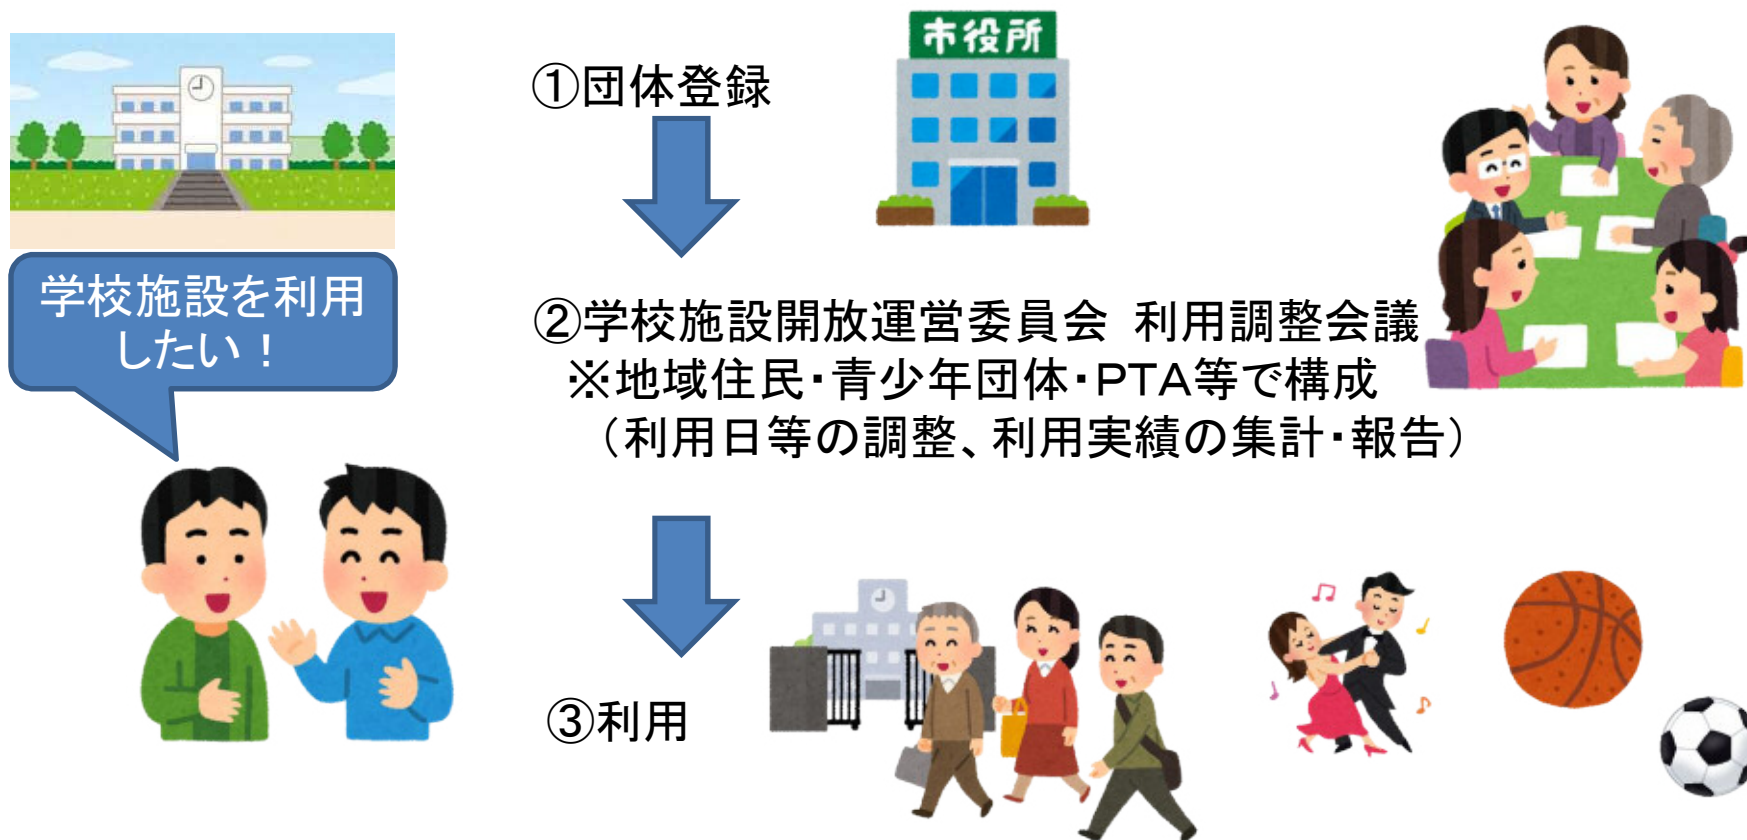 市役所
①団体登録
学校施設を利用
したい！
②学校施設開放運営委員会 利用調整会議
※地域住民・青少年団体・PTA等で構成
（利用日等の調整、利用実績の集計・報告）
③利用